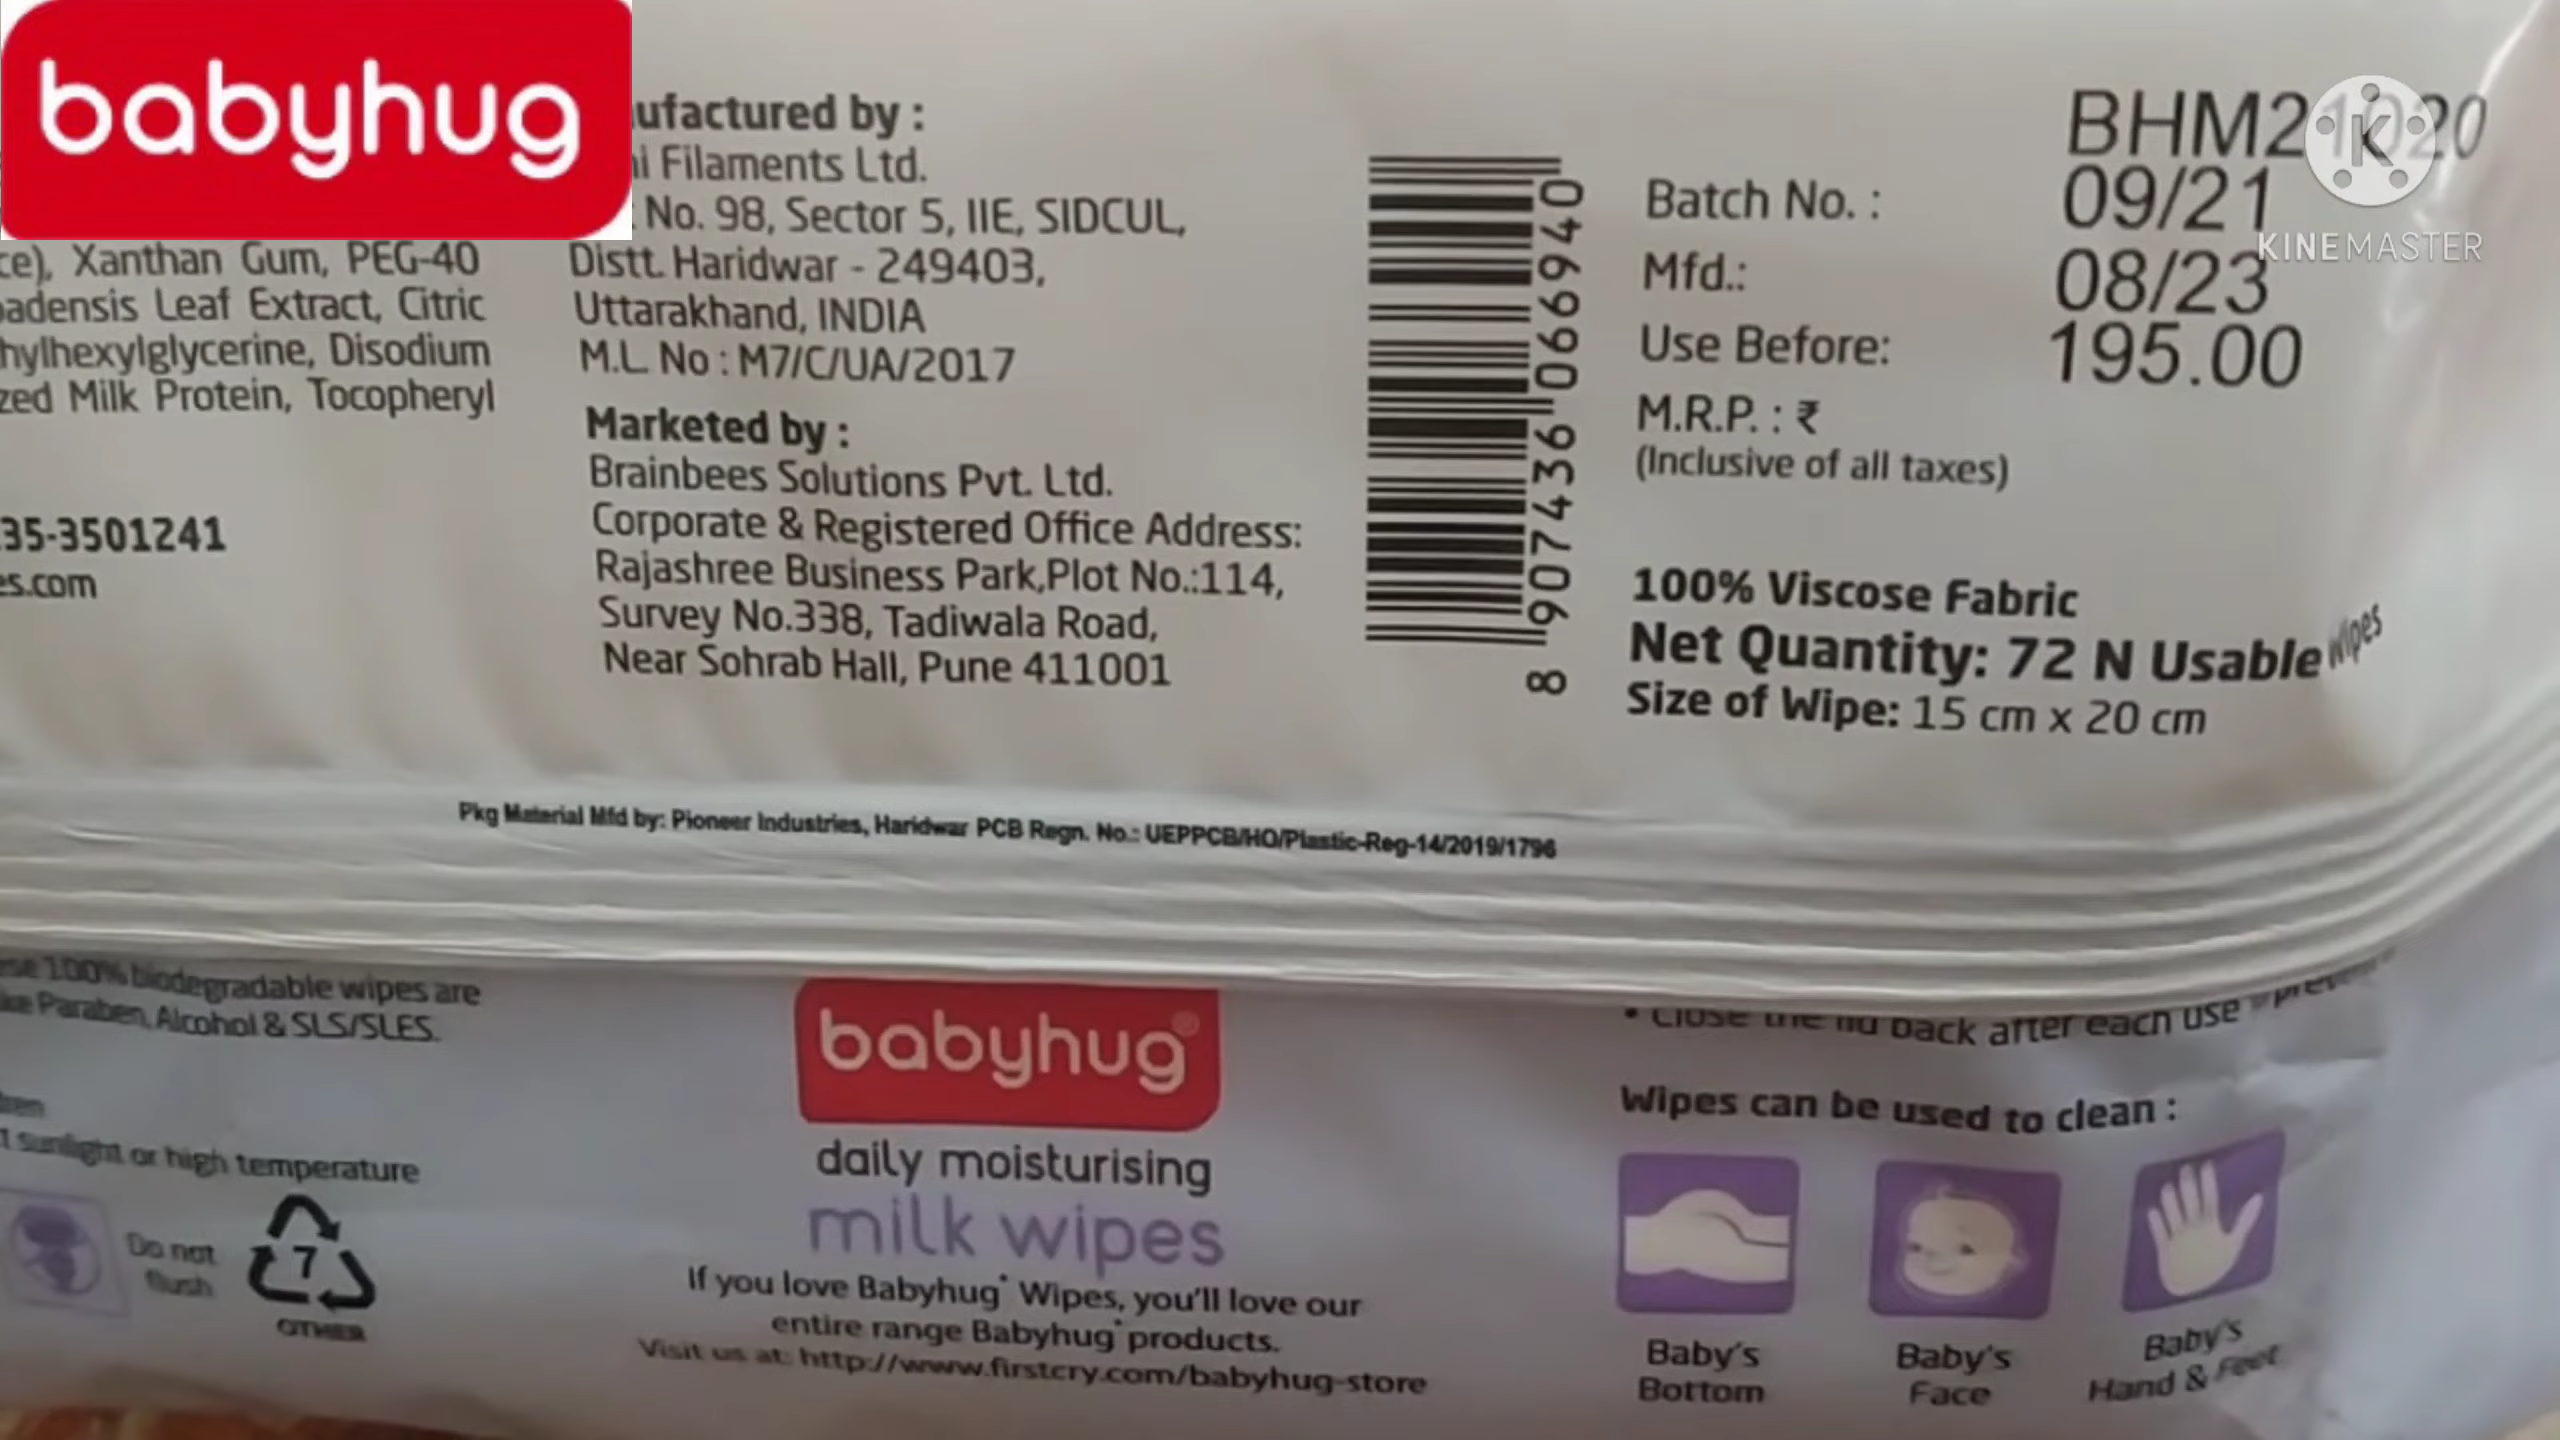 babyhug
ufactured by :
i Filaments Ltd.
No. 98, Sector 5, IIE, SIDCUL,
Distt. Haridwar - 249403,
Uttarakhand, INDIA
M.L. No : M7/C/UA/2017
Marketed by :
Brainbees Solutions Pvt. Ltd.
Corporate & Registered Office Address:
Rajashree Business Park,Plot No.:114,
Survey No.338, Tadiwala Road,
Near Sohrab Hall, Pune 411001
ce), Xanthan Gum, PEG-40
adensis Leaf Extract, Citric
hylhexylglycerine, Disodium
zed Milk Protein, Tocopheryl
35-3501241
es.com
8 907436 066940
BHM21020
Batch No. : 09/21
Mfd.: 08/23
Use Before: 195.00
M.R.P. : ₹
(Inclusive of all taxes)
K
KINEMASTER
100% Viscose Fabric
Net Quantity: 72 N Usable Wipes
Size of Wipe: 15 cm x 20 cm
Pkg Material Mfd by: Pioneer Industries, Haridwar PCB Regn. No.: UEPPCB/HO/Plastic-Reg-14/2019/1796
100% biodegradable wipes are
Paraben, Alcohol & SLS/SLES.
sunlight or high temperature
Do not
flush
7
OTHER
babyhug®
daily moisturising
milk wipes
If you love Babyhug* Wipes, you'll love our
entire range Babyhug* products.
Visit us at: http://www.firstcry.com/babyhug-store
• Close the lid back after each use
Wipes can be used to clean :
Baby's
Bottom
Baby's
Face
Baby's
Hand & Feet